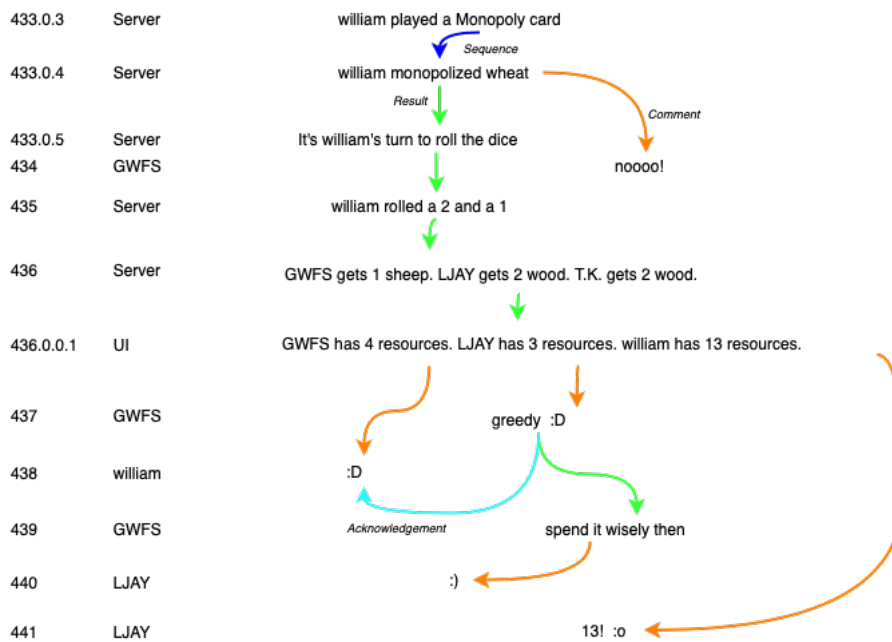 433.0.3 Server william played a Monopoly card
Sequence
433.0.4 Server william monopolized wheat
Result
Comment
433.0.5 Server It's william's turn to roll the dice
434 GWFS noooo!
435 Server william rolled a 2 and a 1
436 Server GWFS gets 1 sheep. LJAY gets 2 wood. T.K. gets 2 wood.
436.0.0.1 UI GWFS has 4 resources. LJAY has 3 resources. william has 13 resources.
437 GWFS greedy :D
438 william :D
Acknowledgement
439 GWFS spend it wisely then
440 LJAY :)
441 LJAY 13! :o